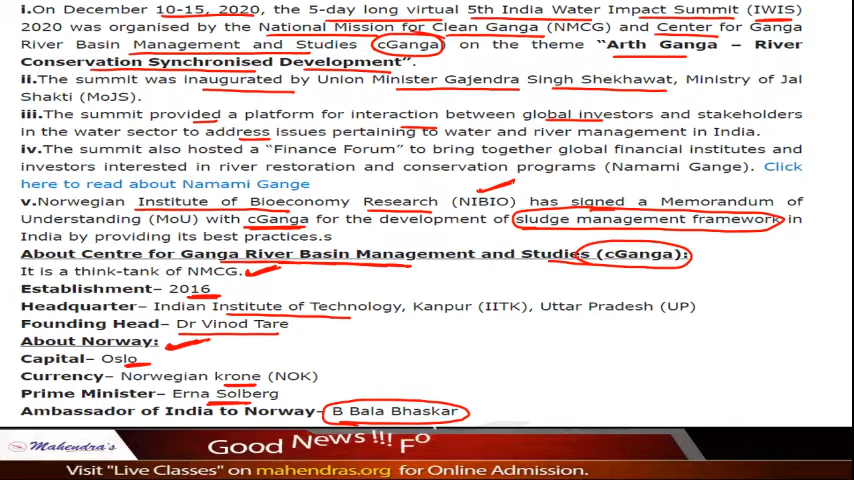 i.On December 10-15, 2020, the 5-day long virtual 5th India Water Impact Summit (IWIS)
2020 was organised by the National Mission for Clean Ganga (NMCG) and Center for Ganga
River Basin Management and Studies (cGanga) on the theme “Arth Ganga – River
Conservation Synchronised Development”.
ii.The summit was inaugurated by Union Minister Gajendra Singh Shekhawat, Ministry of Jal
Shakti (MoJS).
iii.The summit provided a platform for interaction between global investors and stakeholders
in the water sector to address issues pertaining to water and river management in India.
iv.The summit also hosted a “Finance Forum” to bring together global financial institutes and
investors interested in river restoration and conservation programs (Namami Gange). Click
here to read about Namami Gange
v.Norwegian Institute of Bioeconomy Research (NIBIO) has signed a Memorandum of
Understanding (MoU) with cGanga for the development of sludge management framework in
India by providing its best practices.s
About Centre for Ganga River Basin Management and Studies (cGanga):
It is a think-tank of NMCG.
Establishment– 2016
Headquarter– Indian Institute of Technology, Kanpur (IITK), Uttar Pradesh (UP)
Founding Head– Dr Vinod Tare
About Norway:
Capital– Oslo
Currency– Norwegian krone (NOK)
Prime Minister– Erna Solberg
Ambassador of India to Norway– B Bala Bhaskar
Mahendra's Good News !!! Fo
Visit "Live Classes" on mahendras.org for Online Admission.